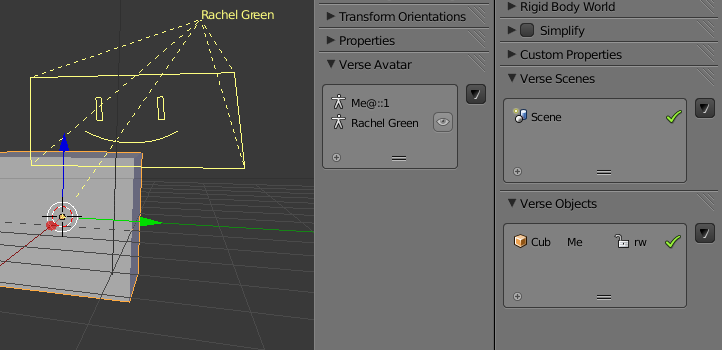 Rachel Green
Transform Orientations
Properties
Verse Avatar
Me@::1
Rachel Green
Rigid Body World
Simplify
Custom Properties
Verse Scenes
Scene
Verse Objects
Cub Me rw